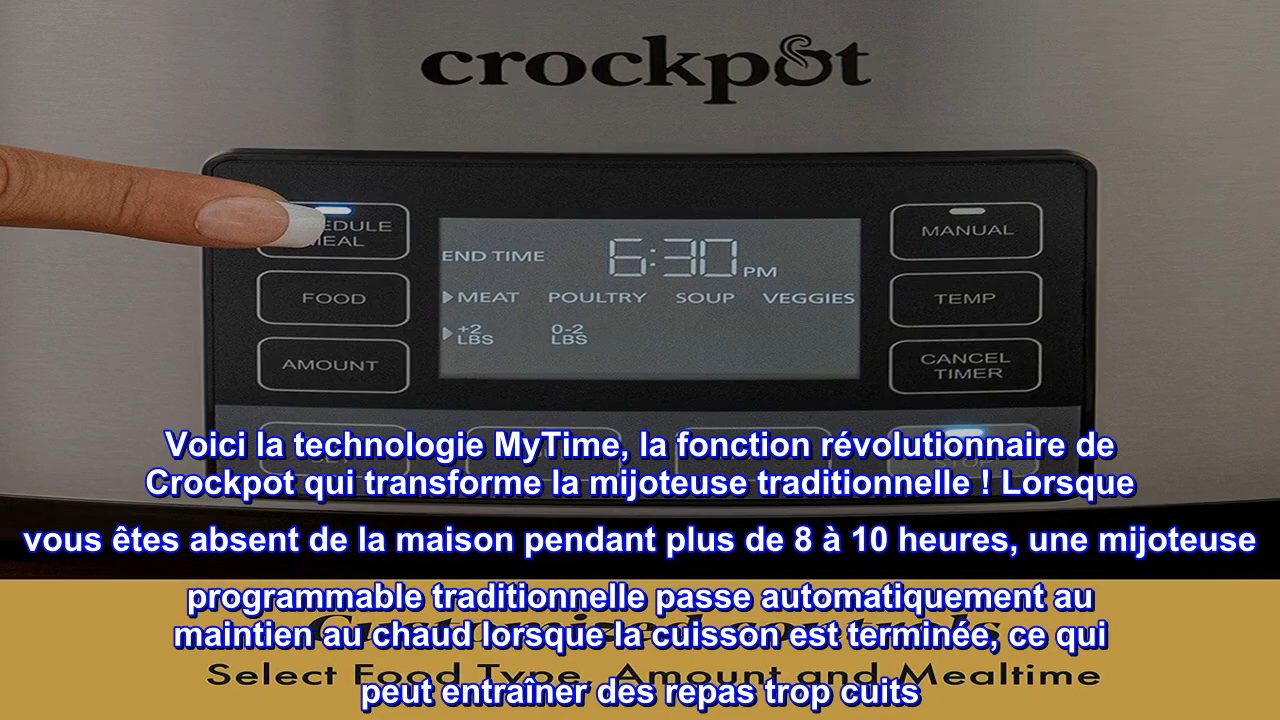 crockpot
SCHEDULE
MEAL
FOOD
AMOUNT
END TIME 6:30 PM
MEAT POULTRY SOUP VEGGIES
+2 LBS 0-2 LBS
MANUAL
TEMP
CANCEL
TIMER
Voici la technologie MyTime, la fonction révolutionnaire de
Crockpot qui transforme la mijoteuse traditionnelle ! Lorsque
vous êtes absent de la maison pendant plus de 8 à 10 heures, une mijoteuse
programmable traditionnelle passe automatiquement au
maintien au chaud lorsque la cuisson est terminée, ce qui
Select Food Type, Amount and Mealtime
peut entraîner des repas trop cuits